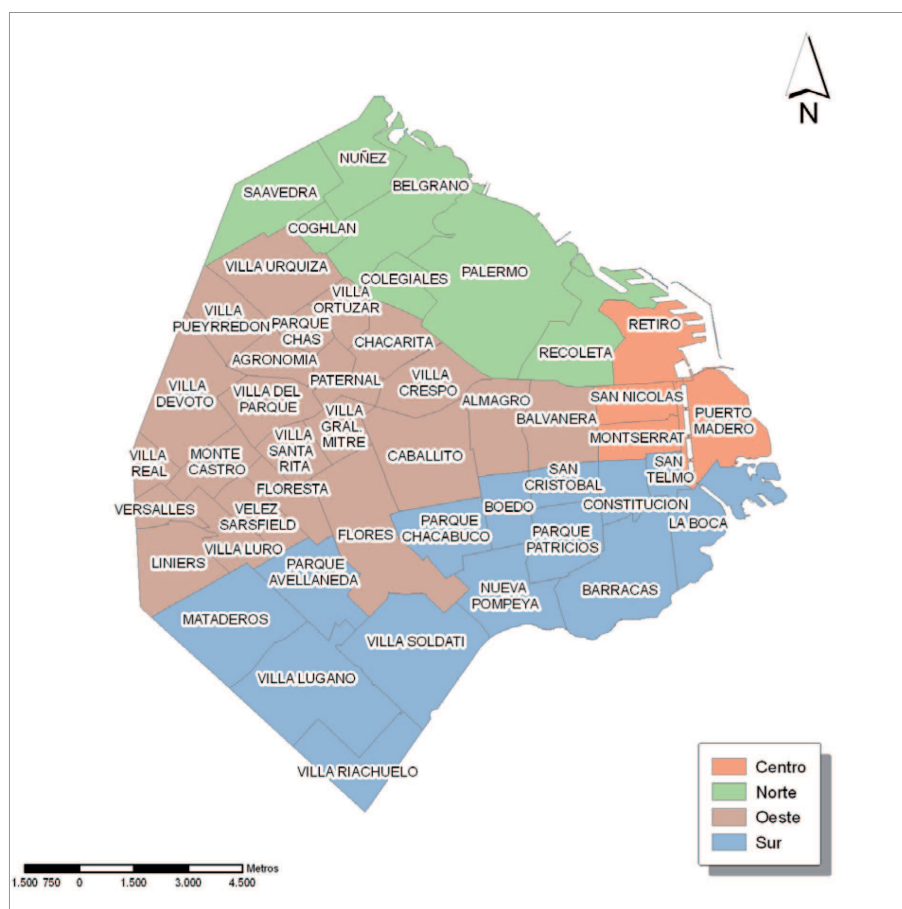 N
NUÑEZ
SAAVEDRA
BELGRANO
COGHLAN
VILLA URQUIZA
COLEGIALES
PALERMO
VILLA
ORTUZAR
VILLA
PUEYRREDON
PARQUE
CHAS
RETIRO
CHACARITA
RECOLETA
AGRONOMIA
PATERNAL
VILLA
CRESPO
VILLA
DEVOTO
VILLA DEL
PARQUE
ALMAGRO
SAN NICOLAS
BALVANERA
PUERTO
MADERO
VILLA
GRAL.
MITRE
MONTSERRAT
VILLA
SANTA
RITA
VILLA
REAL
MONTE
CASTRO
CABALLITO
SAN
CRISTOBAL
SAN
TELMO
FLORESTA
VERSALLES
VELEZ
SARSFIELD
BOEDO
CONSTITUCION
LA BOCA
FLORES
PARQUE
CHACABUCO
PARQUE
PATRICIOS
VILLA LURO
LINIERS
PARQUE
AVELLANEDA
NUEVA
POMPEYA
BARRACAS
MATADEROS
VILLA SOLDATI
VILLA LUGANO
VILLA RIACHUELO
Centro
Norte
Oeste
Sur
Metros
1.500 750 0 1.500 3.000 4.500